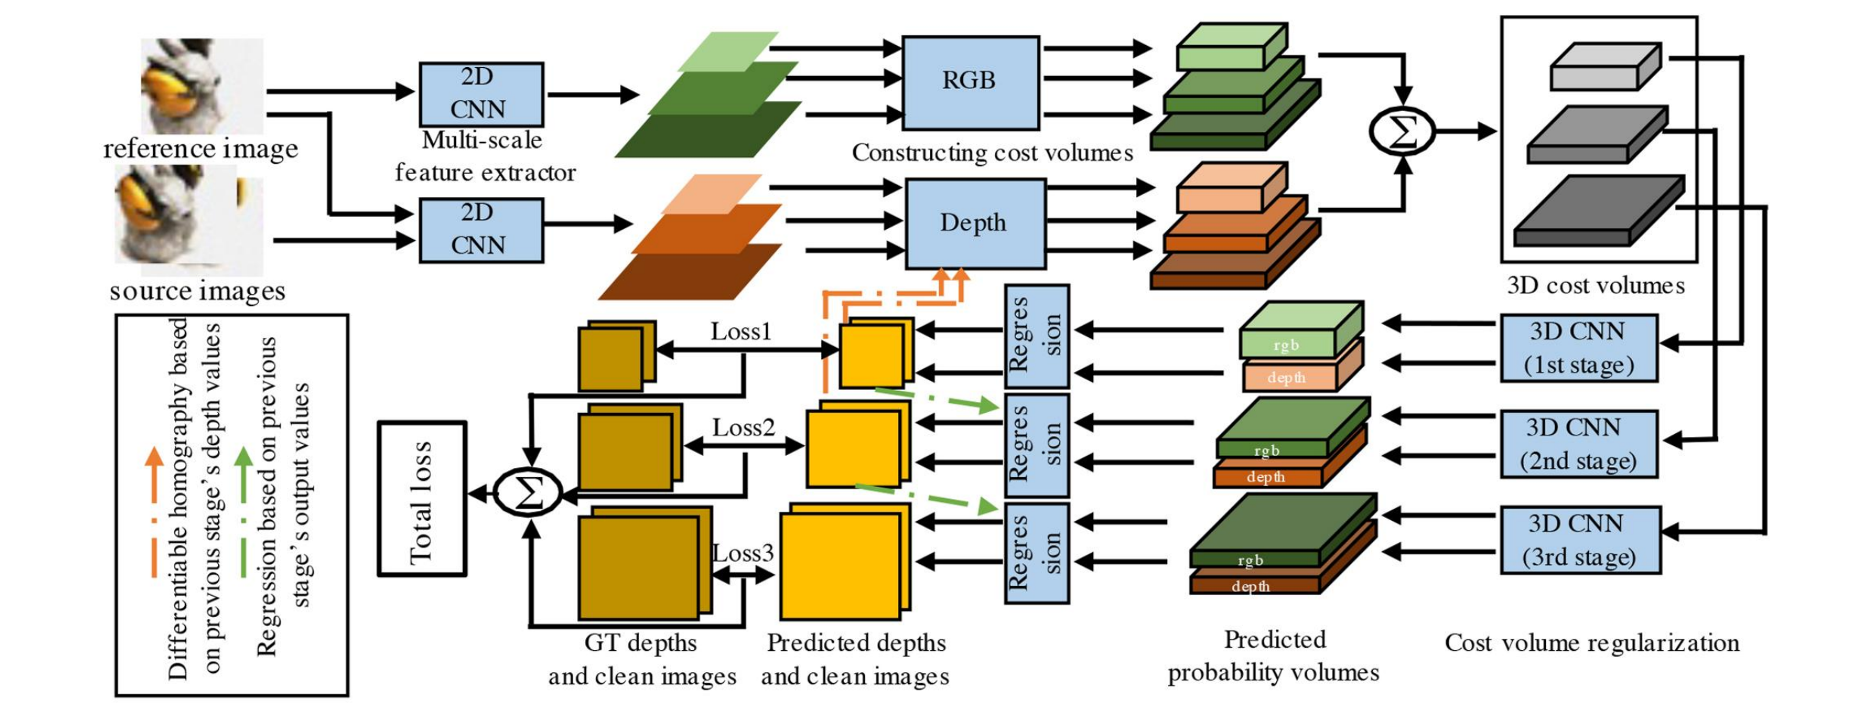 2D
CNN
RGB
reference image
Multi-scale
feature extractor
Constructing cost volumes
Σ
2D
CNN
Depth
source images
3D cost volumes
Differentiable homography based
on previous stage's depth values
Regression based on previous
stage's output values
Loss1
Regres
sion
rgb
depth
3D CNN
(1st stage)
Loss2
Regres
sion
rgb
depth
3D CNN
(2nd stage)
Total loss
Σ
Loss3
Regres
sion
rgb
depth
3D CNN
(3rd stage)
GT depths
and clean images
Predicted depths
and clean images
Predicted
probability volumes
Cost volume regularization